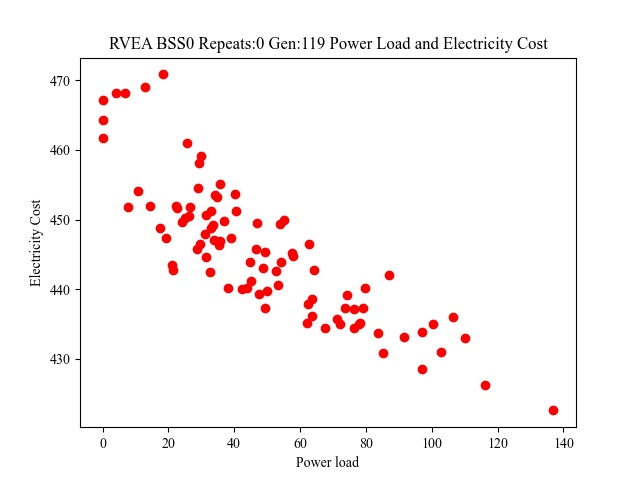 RVEA BSS0 Repeats:0 Gen:119 Power Load and Electricity Cost
470
460
450
440
430
Electricity Cost
0 20 40 60 80 100 120 140
Power load